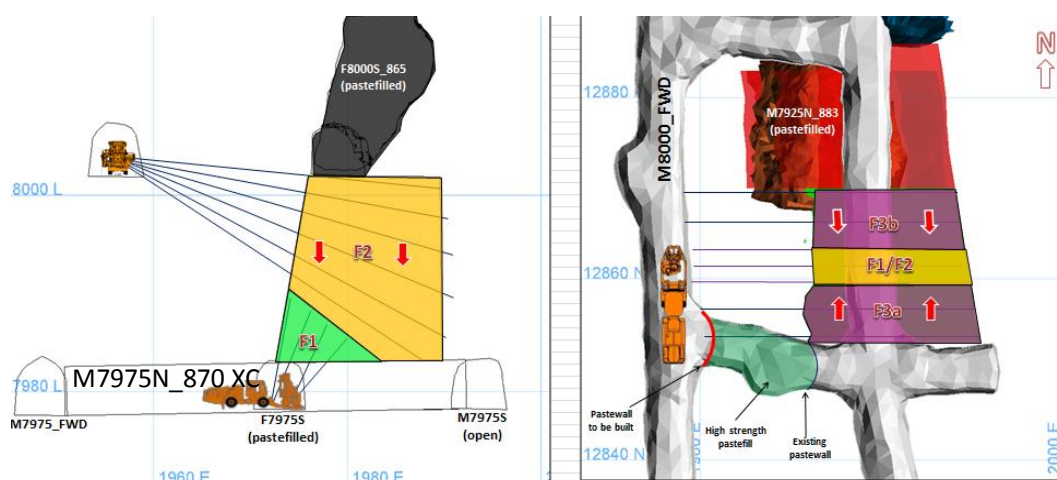 F8000S_865
(pastefilled)
8000 L
F2
F1
M7975N_870 XC
7980 L
M7975_FWD
F7975S
(pastefilled)
M7975S
(open)
1960 E
1980 E
N
12880 N
M8000_FWD
M7925N_883
(pastefilled)
F3b
F1/F2
12860 N
F3a
Pastewall
to be built
High strength
pastefill
Existing
pastewall
12840 N
2000 E